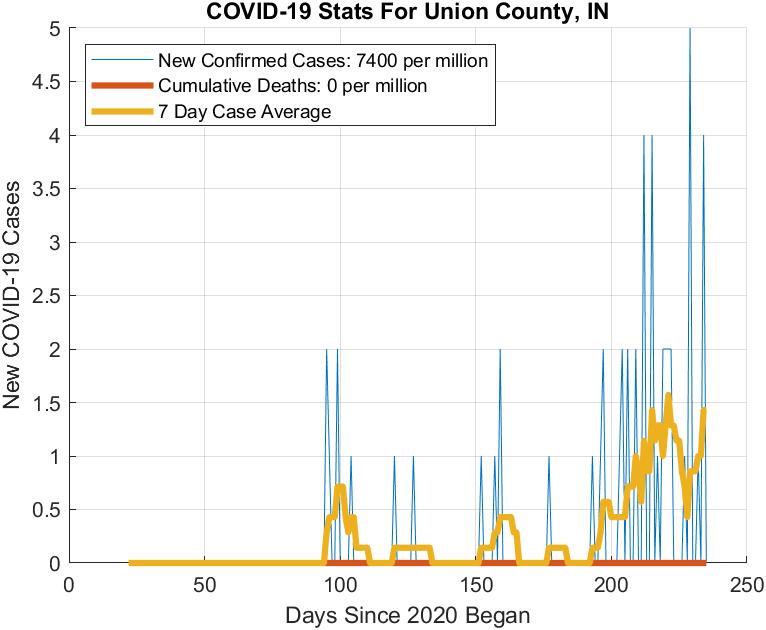 COVID-19 Stats For Union County, IN
New Confirmed Cases: 7400 per million
Cumulative Deaths: 0 per million
7 Day Case Average
5
4.5
4
3.5
3
2.5
2
1.5
1
0.5
0
New COVID-19 Cases
0 50 100 150 200 250
Days Since 2020 Began